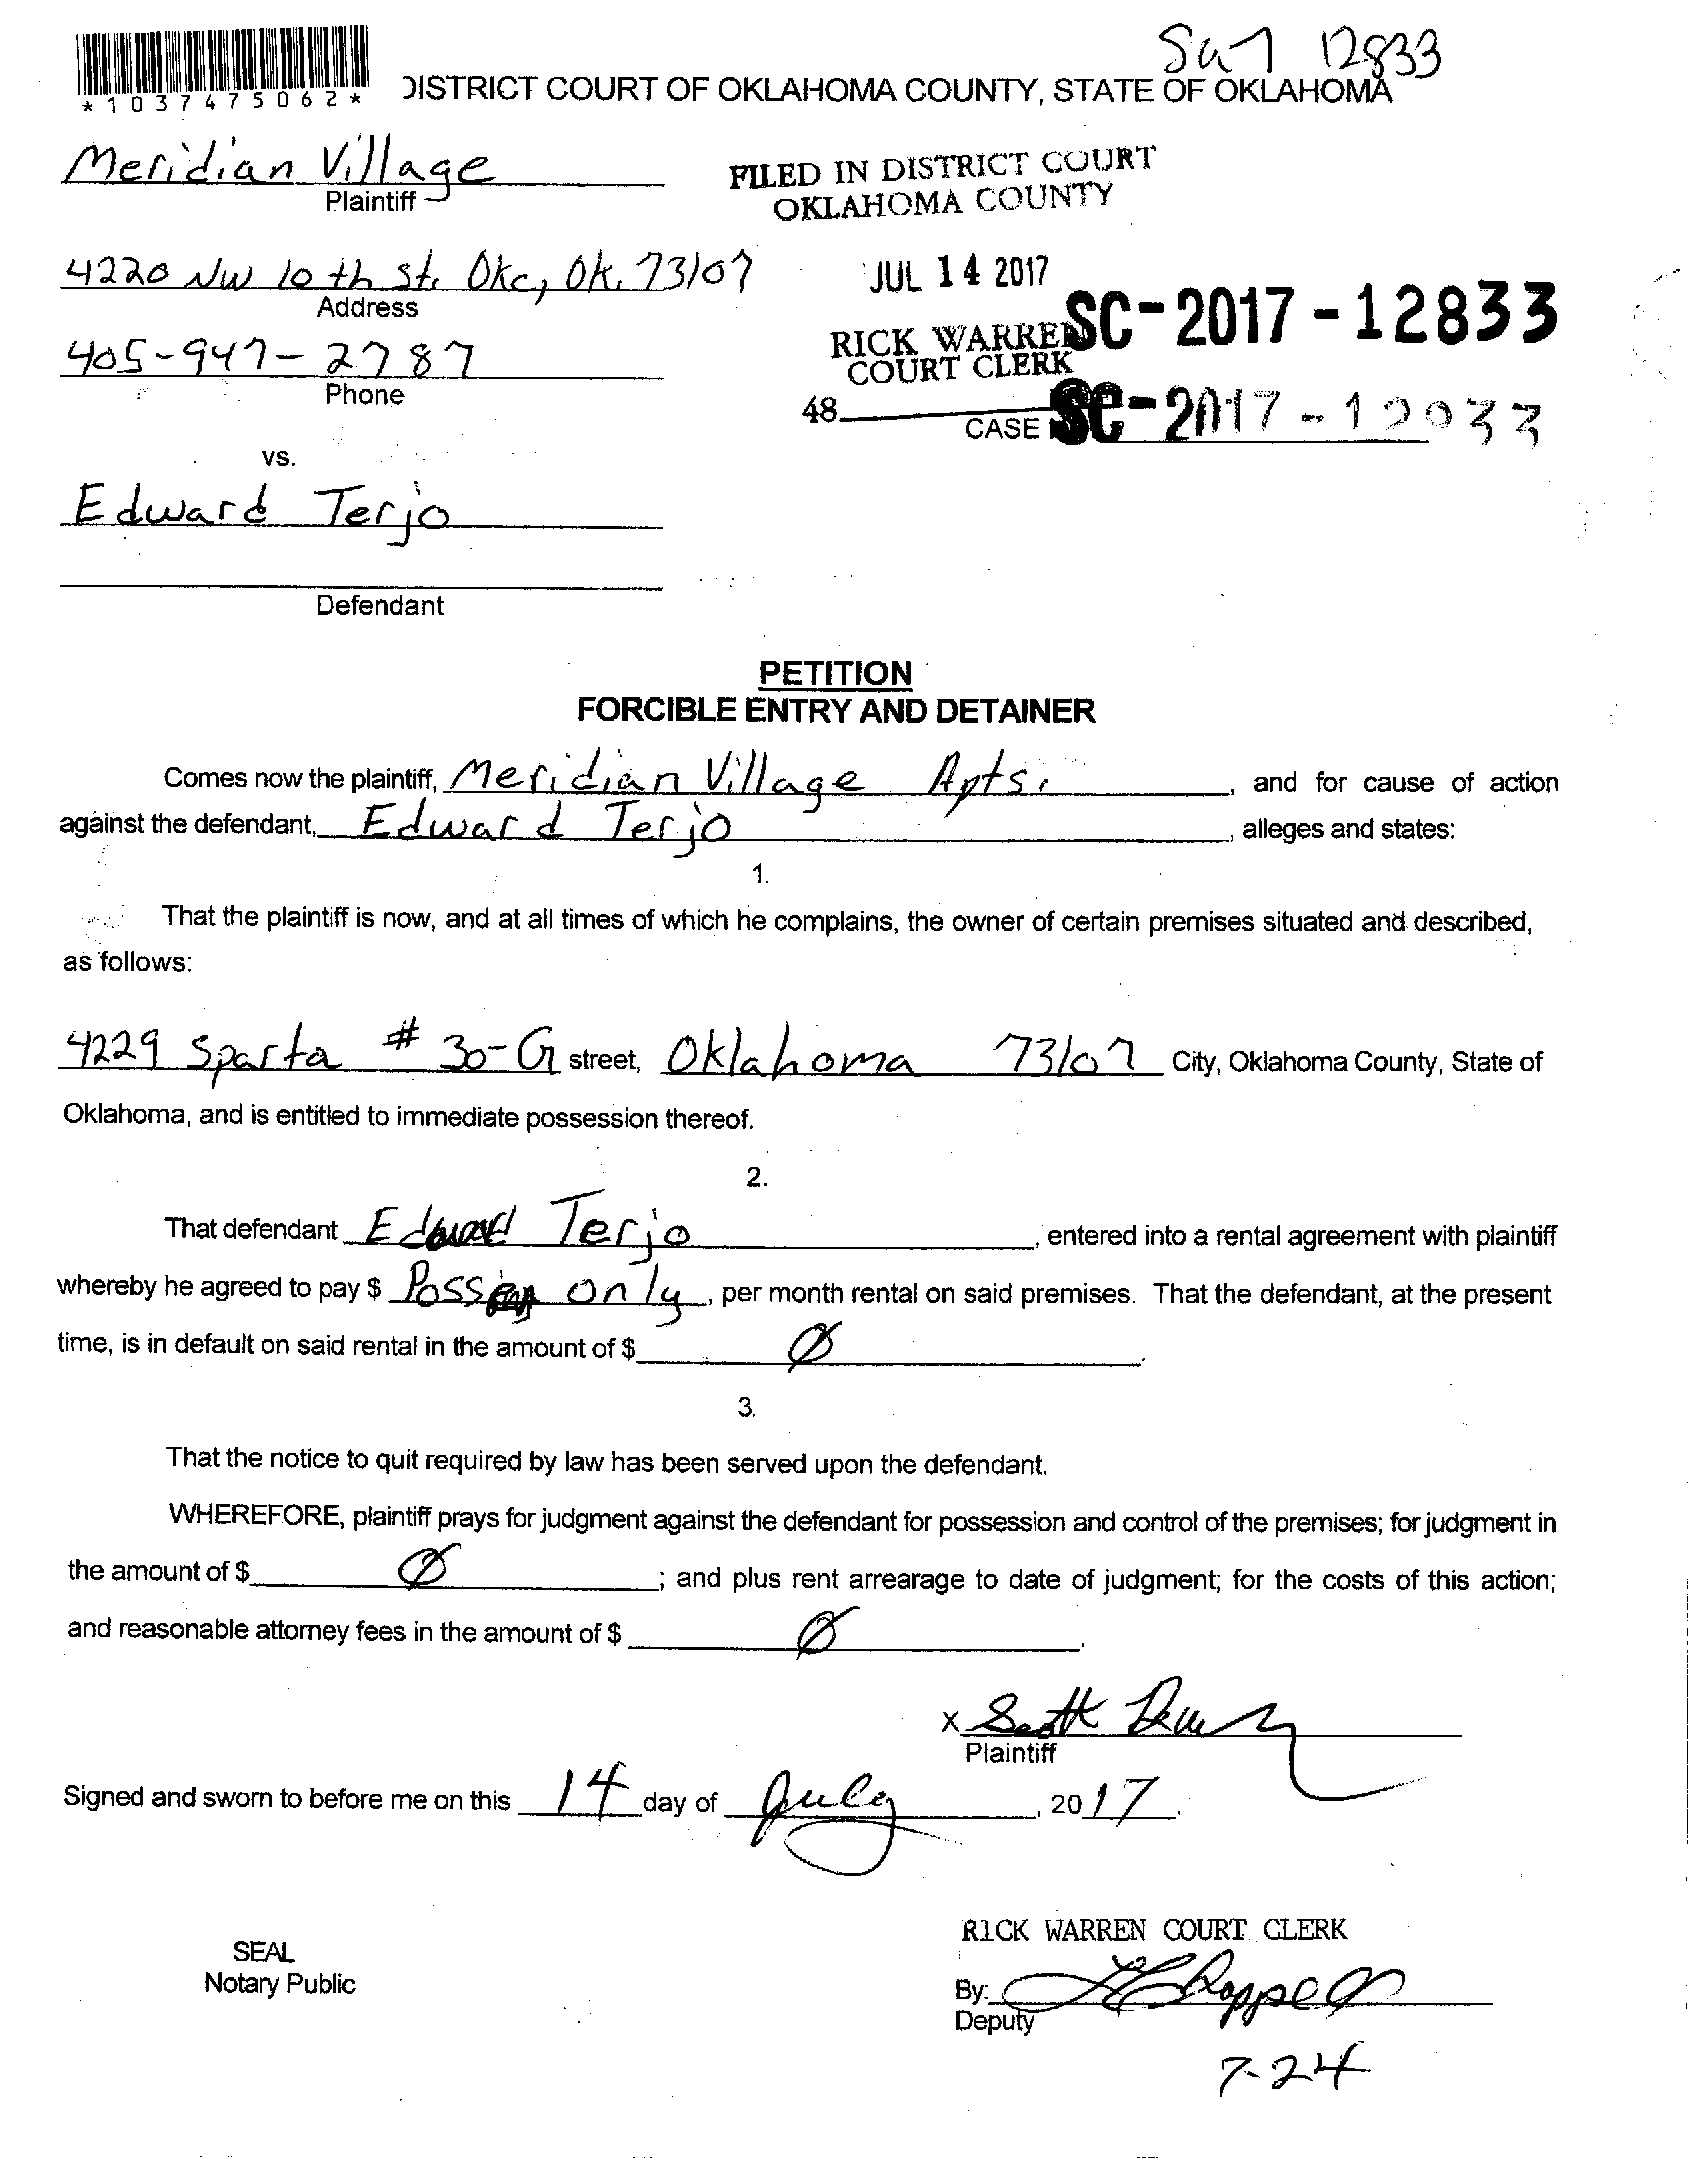 12833
*1037475062*
DISTRICT COURT OF OKLAHOMA COUNTY, STATE OF OKLAHOMA
Meridian Village
Plaintiff
FILED IN DISTRICT COURT
OKLAHOMA COUNTY
4220 NW 10th St. Okc, Ok. 73107
Address
JUL 14 2017
SC-2017-12833
405-947-2787
Phone
RICK WARREN
COURT CLERK
48
CASE SC-2017-
vs.
Edward Terjo
Defendant
PETITION
FORCIBLE ENTRY AND DETAINER
Comes now the plaintiff, Meridian Village Apts. , and for cause of action
against the defendant, Edward Terjo , alleges and states:
1.
That the plaintiff is now, and at all times of which he complains, the owner of certain premises situated and described,
as follows:
4229 Sparta # 30-G street, Oklahoma 73107 City, Oklahoma County, State of
Oklahoma, and is entitled to immediate possession thereof.
2.
That defendant Edward Terjo , entered into a rental agreement with plaintiff
whereby he agreed to pay $ only , per month rental on said premises. That the defendant, at the present
time, is in default on said rental in the amount of $ Ø .
3.
That the notice to quit required by law has been served upon the defendant.
WHEREFORE, plaintiff prays for judgment against the defendant for possession and control of the premises; for judgment in
the amount of $ Ø ; and plus rent arrearage to date of judgment; for the costs of this action;
and reasonable attorney fees in the amount of $ Ø .
X Scott
Plaintiff
Signed and sworn to before me on this 14 day of July , 2017.
RICK WARREN COURT CLERK
SEAL
Notary Public
By:
Deputy
7-24